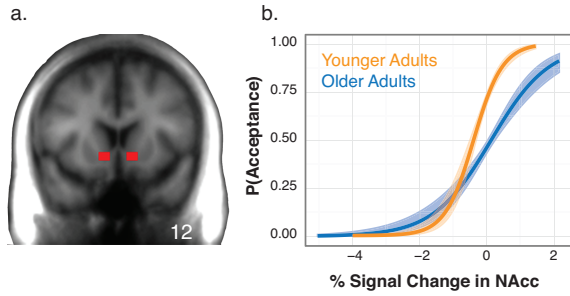 a.
12
b.
P(Acceptance)
1.00
0.75
0.50
0.25
0.00
Younger Adults
Older Adults
−4
−2
0
2
% Signal Change in NAcc